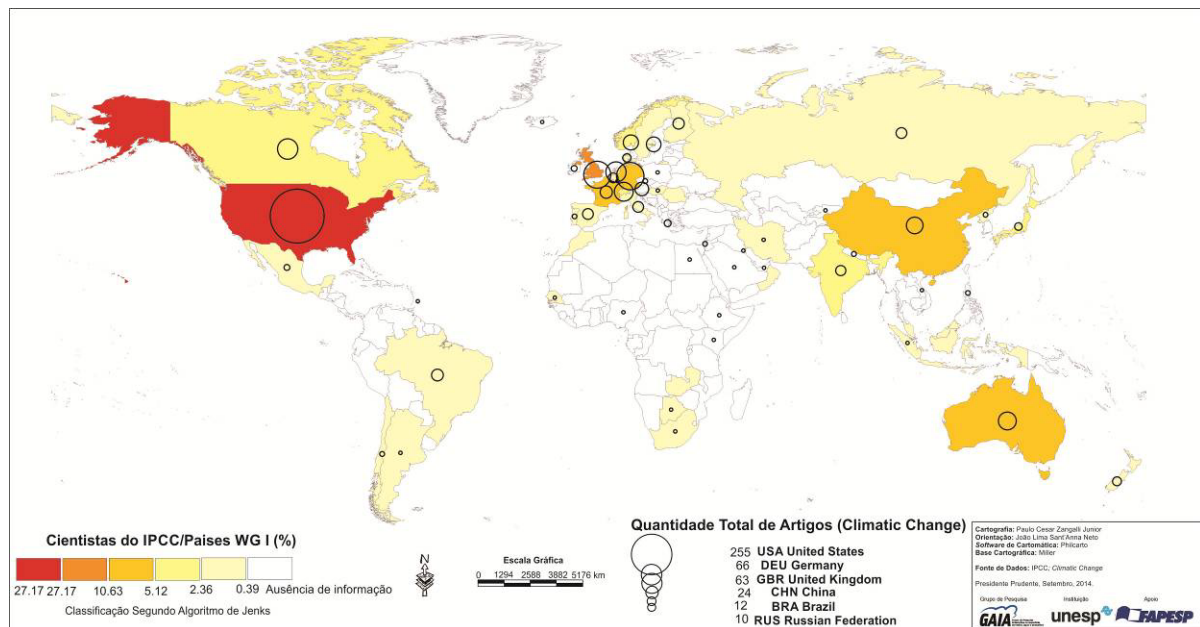 Cientistas do IPCC/Paises WG I (%)
27.17 27.17 10.63 5.12 2.36 0.39 Ausência de informação
Classificação Segundo Algoritmo de Jenks
N
Escala Gráfica
0 1294 2588 3882 5176 km
Quantidade Total de Artigos (Climatic Change)
255 USA United States
66 DEU Germany
63 GBR United Kingdom
24 CHN China
12 BRA Brazil
10 RUS Russian Federation
Cartografia: Paulo Cesar Zangalli Junior
Orientação: João Lima Sant'Anna Neto
Software de Cartomática: Philcarto
Base Cartográfica: Miller
Fonte de Dados: IPCC; Climatic Change
Presidente Prudente, Setembro, 2014.
Grupo de Pesquisa Instituição Apoio
GAIA unesp FAPESP